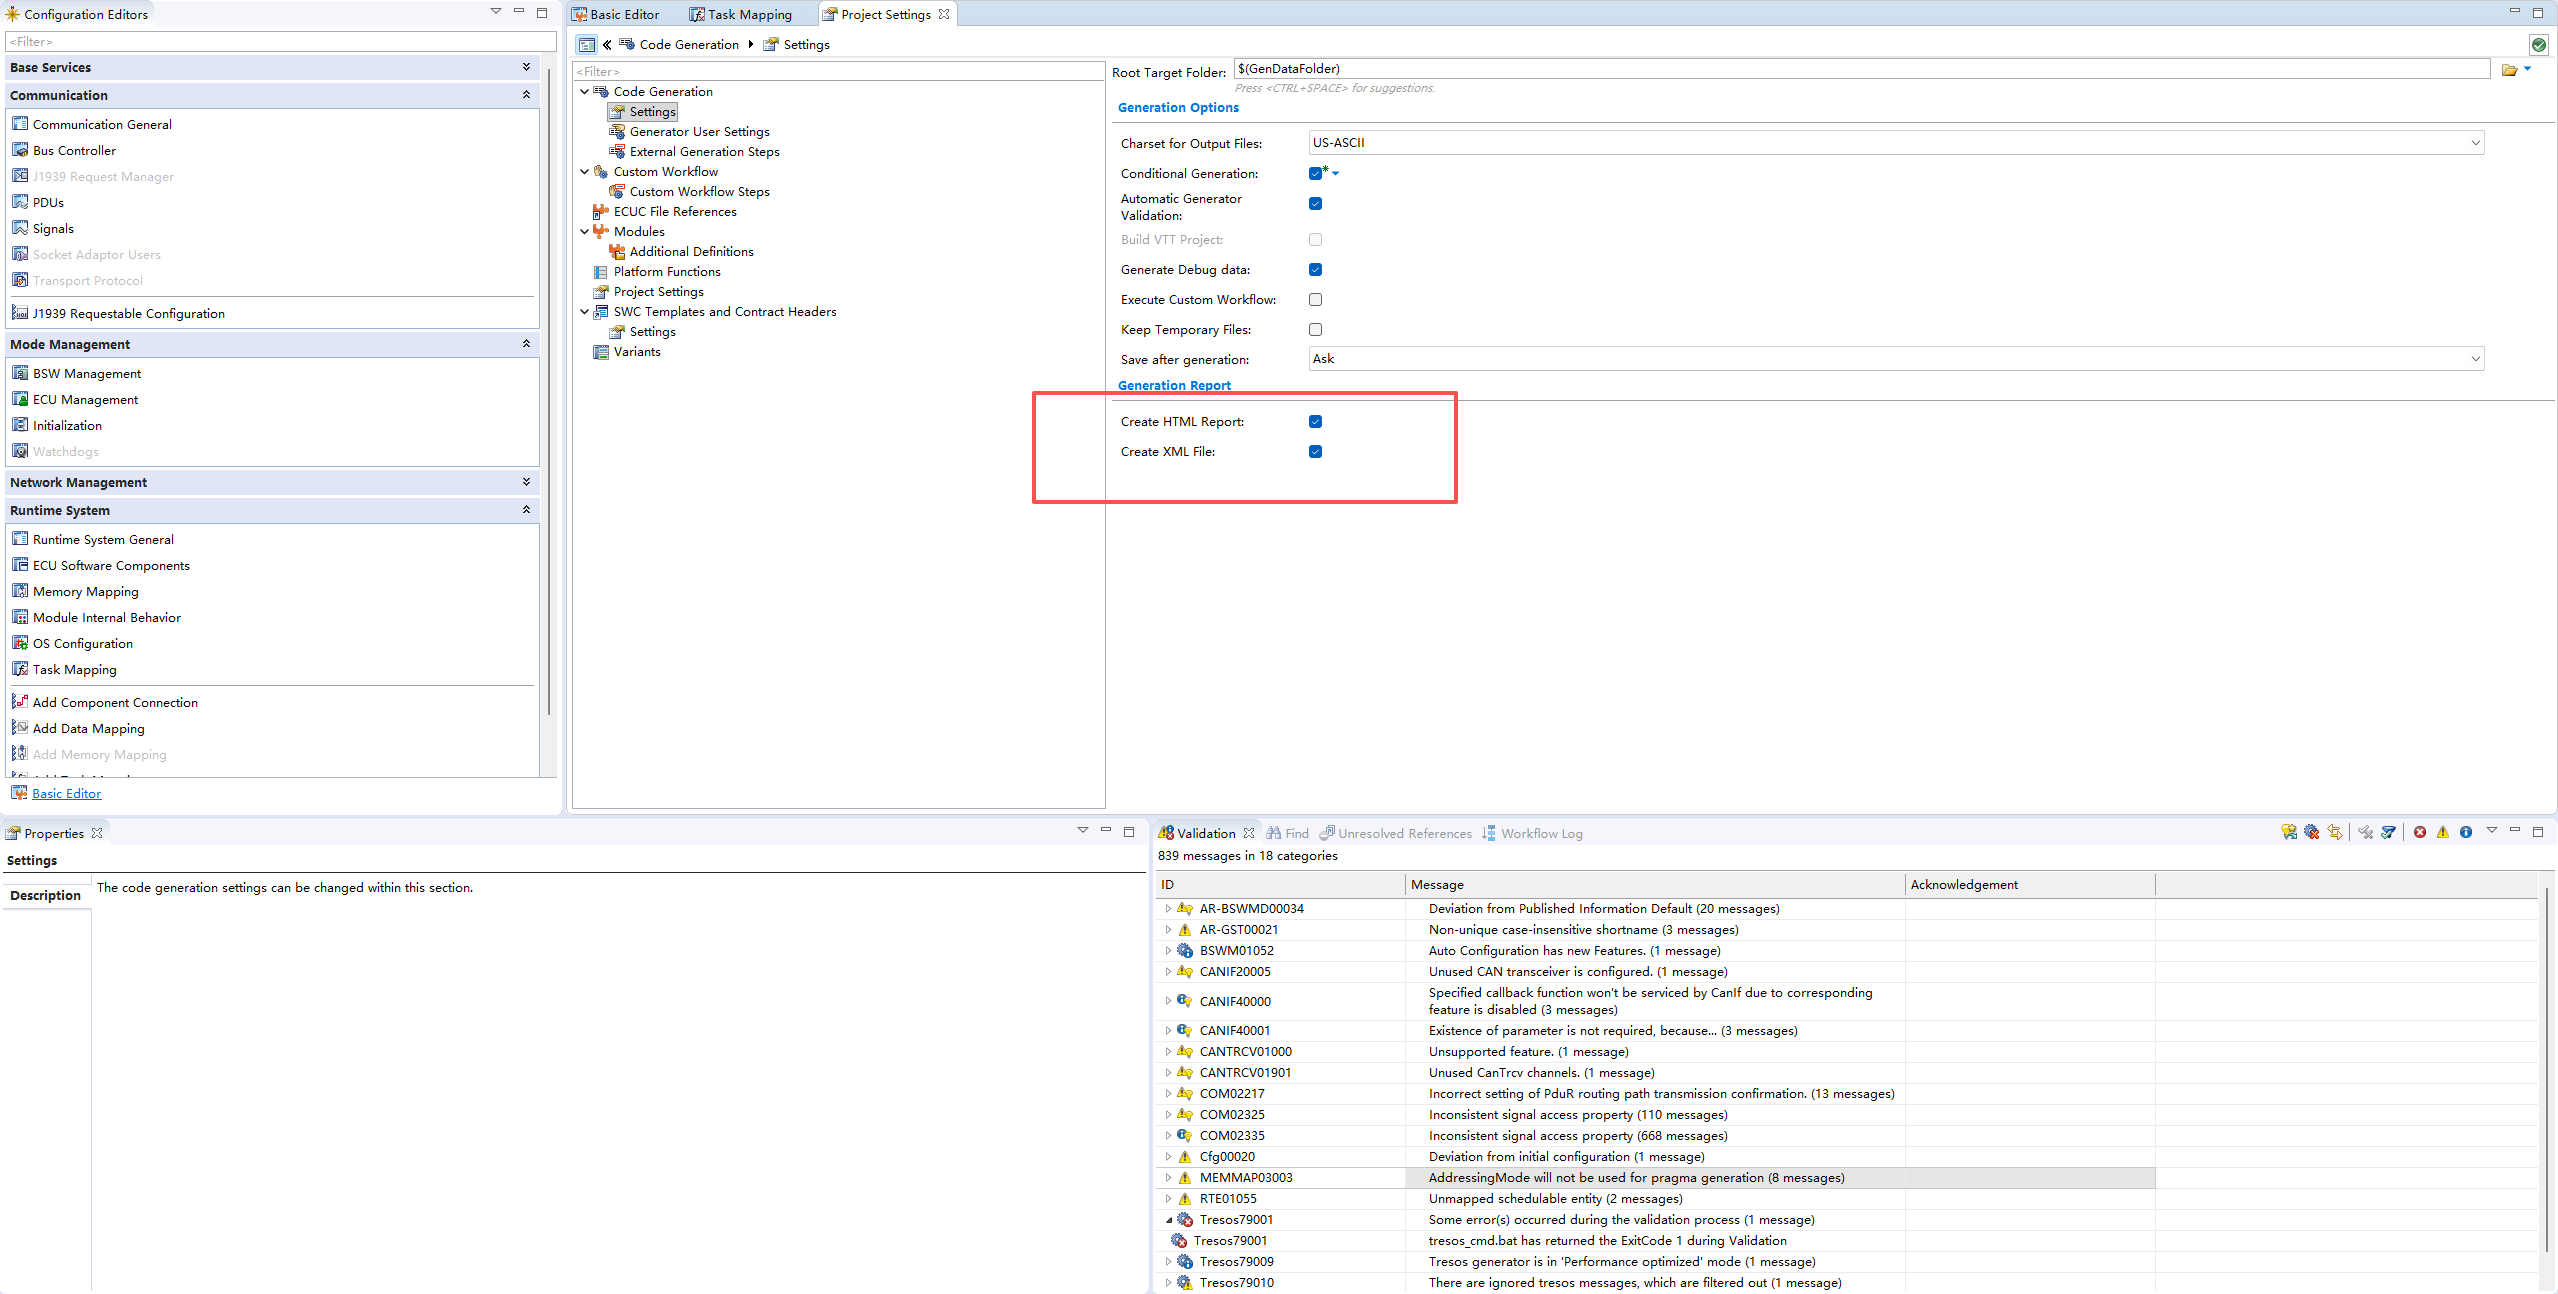 Configuration Editors
<Filter>
Base Services
Communication
Communication General
Bus Controller
J1939 Request Manager
PDUs
Signals
Socket Adaptor Users
Transport Protocol
J1939 Requestable Configuration
Mode Management
BSW Management
ECU Management
Initialization
Watchdogs
Network Management
Runtime System
Runtime System General
ECU Software Components
Memory Mapping
Module Internal Behavior
OS Configuration
Task Mapping
Add Component Connection
Add Data Mapping
Add Memory Mapping
Basic Editor
Basic Editor Task Mapping Project Settings
Code Generation Settings
<Filter>
Code Generation
Settings
Generator User Settings
External Generation Steps
Custom Workflow
Custom Workflow Steps
ECUC File References
Modules
Additional Definitions
Platform Functions
Project Settings
SWC Templates and Contract Headers
Settings
Variants
Root Target Folder: $(GenDataFolder)
Press <CTRL+SPACE> for suggestions.
Generation Options
Charset for Output Files: US-ASCII
Conditional Generation:
Automatic Generator
Validation:
Build VTT Project:
Generate Debug data:
Execute Custom Workflow:
Keep Temporary Files:
Save after generation: Ask
Generation Report
Create HTML Report:
Create XML File:
Properties
Settings
Description The code generation settings can be changed within this section.
Validation Find Unresolved References Workflow Log
839 messages in 18 categories
ID Message Acknowledgement
AR-BSWMD00034 Deviation from Published Information Default (20 messages)
AR-GST00021 Non-unique case-insensitive shortname (3 messages)
BSWM01052 Auto Configuration has new Features. (1 message)
CANIF20005 Unused CAN transceiver is configured. (1 message)
CANIF40000 Specified callback function won't be serviced by CanIf due to corresponding
feature is disabled (3 messages)
CANIF40001 Existence of parameter is not required, because... (3 messages)
CANTRCV01000 Unsupported feature. (1 message)
CANTRCV01901 Unused CanTrcv channels. (1 message)
COM02217 Incorrect setting of PduR routing path transmission confirmation. (13 messages)
COM02325 Inconsistent signal access property (110 messages)
COM02335 Inconsistent signal access property (668 messages)
Cfg00020 Deviation from initial configuration (1 message)
MEMMAP03003 AddressingMode will not be used for pragma generation (8 messages)
RTE01055 Unmapped schedulable entity (2 messages)
Tresos79001 Some error(s) occurred during the validation process (1 message)
Tresos79001 tresos_cmd.bat has returned the ExitCode 1 during Validation
Tresos79009 Tresos generator is in 'Performance optimized' mode (1 message)
Tresos79010 There are ignored tresos messages, which are filtered out (1 message)